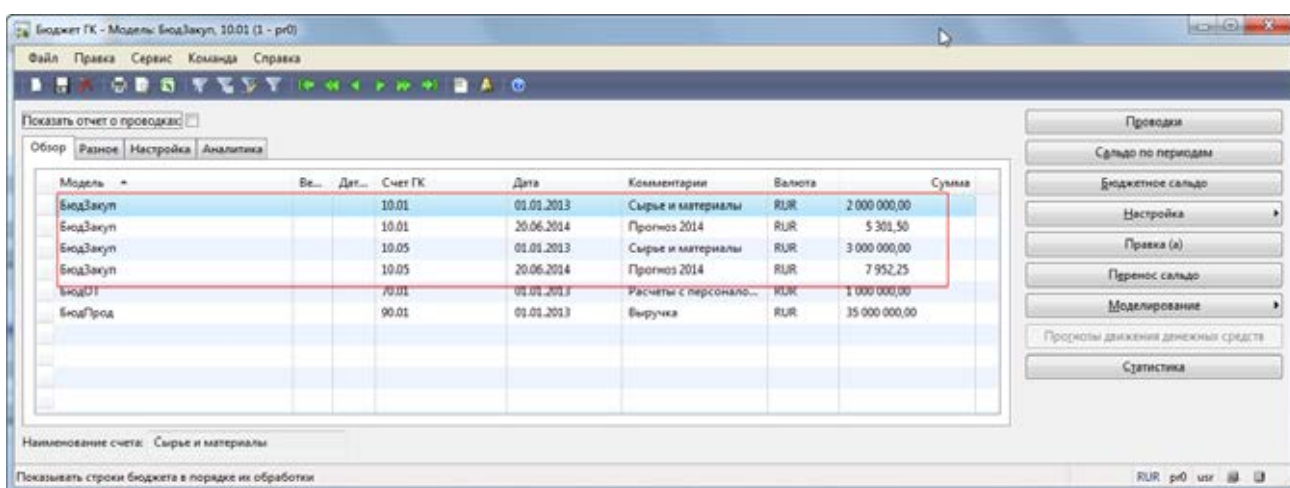 Бюджет ГК - Модель: БюдЗакуп, 10.01 (1 - pr0)
Файл Правка Сервис Команда Справка
Показать отчет о проводках:
Обзор Разное Настройка Аналитика
Модель Ве... Дат... Счет ГК Дата Комментарии Валюта Сумма
БюдЗакуп 10.01 01.01.2013 Сырье и материалы RUR 2 000 000,00
БюдЗакуп 10.01 20.06.2014 Прогноз 2014 RUR 5 301,50
БюдЗакуп 10.05 01.01.2013 Сырье и материалы RUR 3 000 000,00
БюдЗакуп 10.05 20.06.2014 Прогноз 2014 RUR 7 952,25
БюдОТ 70.01 01.01.2013 Расчеты с персонало... RUR 1 000 000,00
БюдПрод 90.01 01.01.2013 Выручка RUR 35 000 000,00
Проводки
Сальдо по периодам
Бюджетное сальдо
Настройка
Правка (а)
Перенос сальдо
Моделирование
Прогнозы движения денежных средств
Статистика
Наименование счета: Сырье и материалы
Показывать строки бюджета в порядке их обработки
RUR pr0 usr